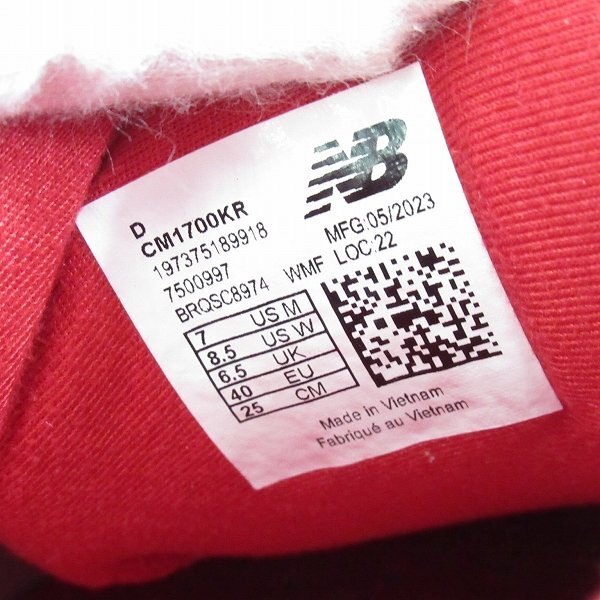 D
CM1700KR
197375189918
7500997
BRQSC8974 WMF
NB
MFG:05/2023
LOC:22
7 US M
8.5 US W
6.5 UK
40 EU
25 CM
Made in Vietnam
Fabriqué au Vietnam